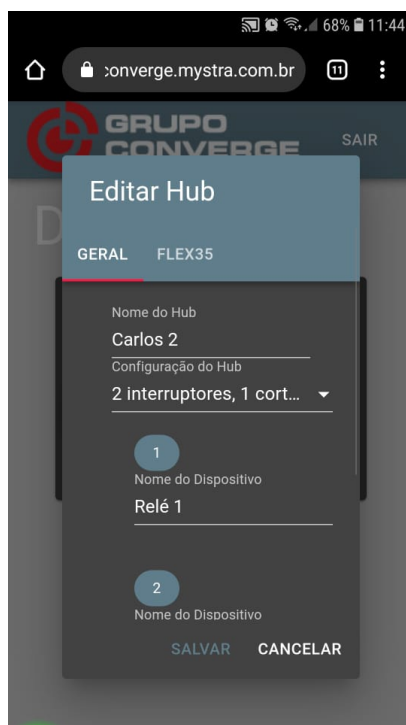 68% 11:44
converge.mystra.com.br 11
GRUPO
CONVERGE
SAIR
D
Editar Hub
GERAL FLEX35
Nome do Hub
Carlos 2
Configuração do Hub
2 interruptores, 1 cort...
1
Nome do Dispositivo
Relé 1
2
Nome do Dispositivo
SALVAR CANCELAR